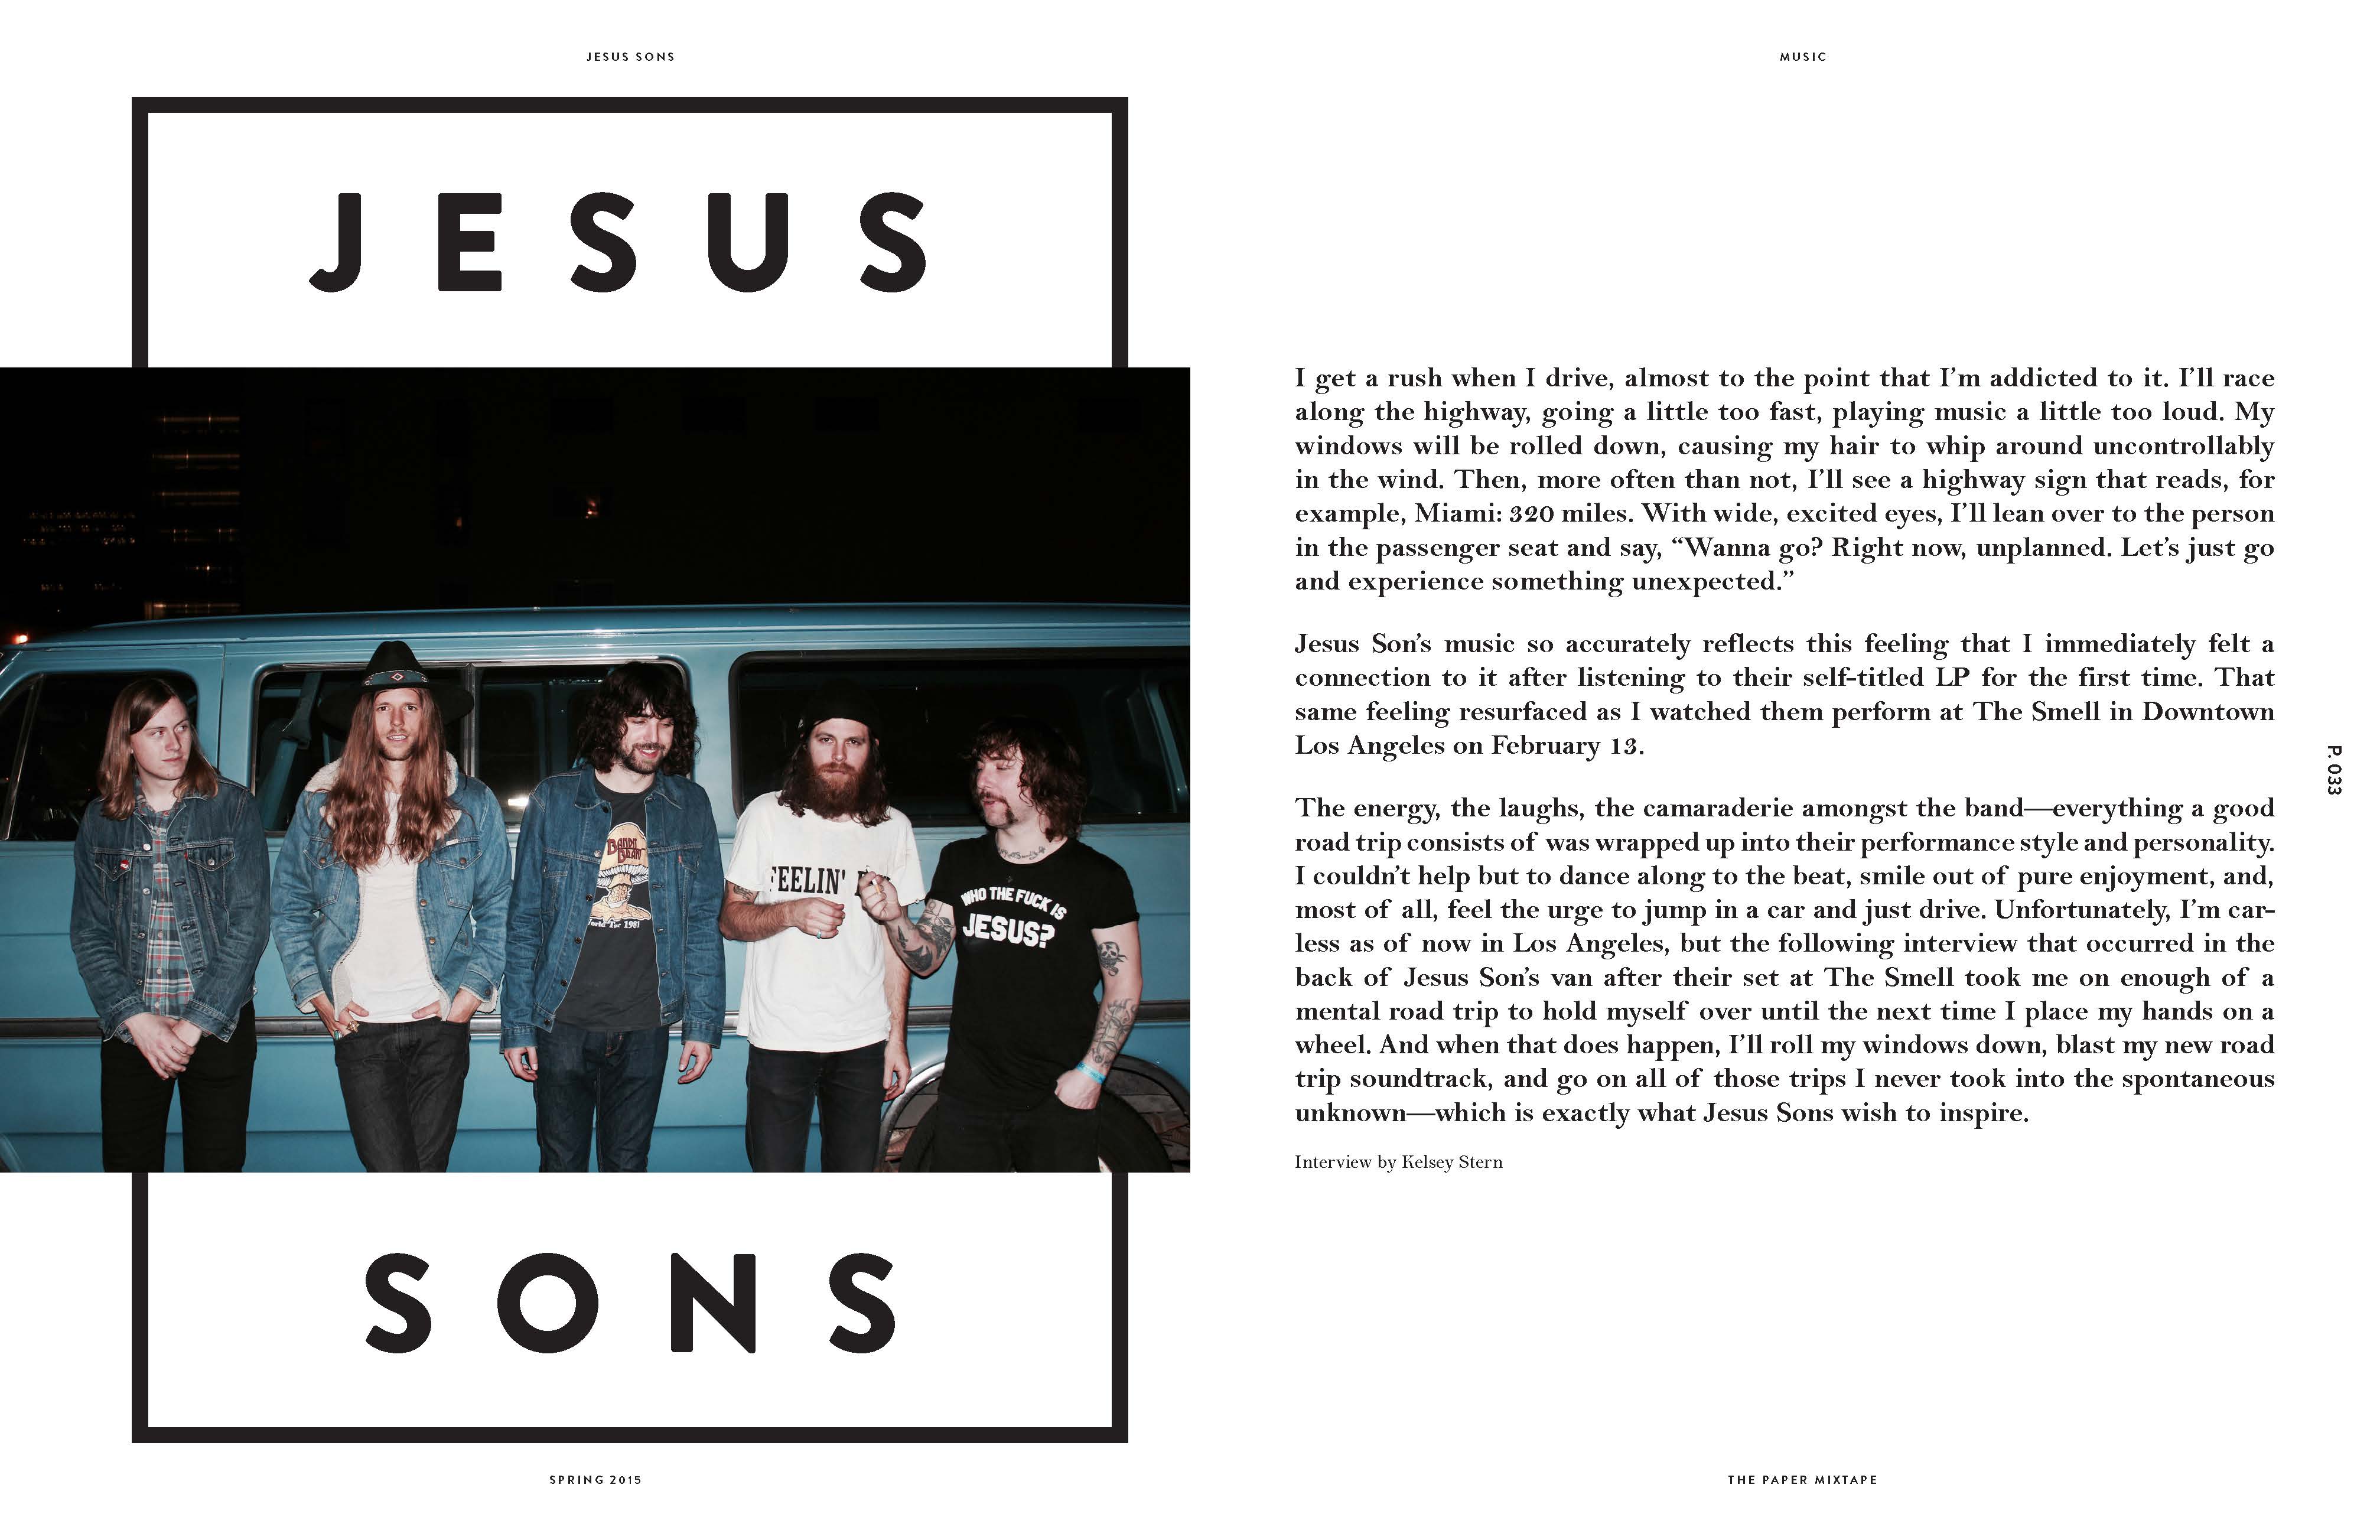 JESUS SONS
MUSIC
JESUS
BAND
World Tour 1981
FEELIN'
WHO THE FUCK IS
JESUS?
SONS
I get a rush when I drive, almost to the point that I’m addicted to it. I’ll race
along the highway, going a little too fast, playing music a little too loud. My
windows will be rolled down, causing my hair to whip around uncontrollably
in the wind. Then, more often than not, I’ll see a highway sign that reads, for
example, Miami: 320 miles. With wide, excited eyes, I’ll lean over to the person
in the passenger seat and say, “Wanna go? Right now, unplanned. Let’s just go
and experience something unexpected.”
Jesus Son’s music so accurately reflects this feeling that I immediately felt a
connection to it after listening to their self-titled LP for the first time. That
same feeling resurfaced as I watched them perform at The Smell in Downtown
Los Angeles on February 13.
The energy, the laughs, the camaraderie amongst the band—everything a good
road trip consists of was wrapped up into their performance style and personality.
I couldn’t help but to dance along to the beat, smile out of pure enjoyment, and,
most of all, feel the urge to jump in a car and just drive. Unfortunately, I’m car-
less as of now in Los Angeles, but the following interview that occurred in the
back of Jesus Son’s van after their set at The Smell took me on enough of a
mental road trip to hold myself over until the next time I place my hands on a
wheel. And when that does happen, I’ll roll my windows down, blast my new road
trip soundtrack, and go on all of those trips I never took into the spontaneous
unknown—which is exactly what Jesus Sons wish to inspire.
Interview by Kelsey Stern
P. 033
SPRING 2015
THE PAPER MIXTAPE